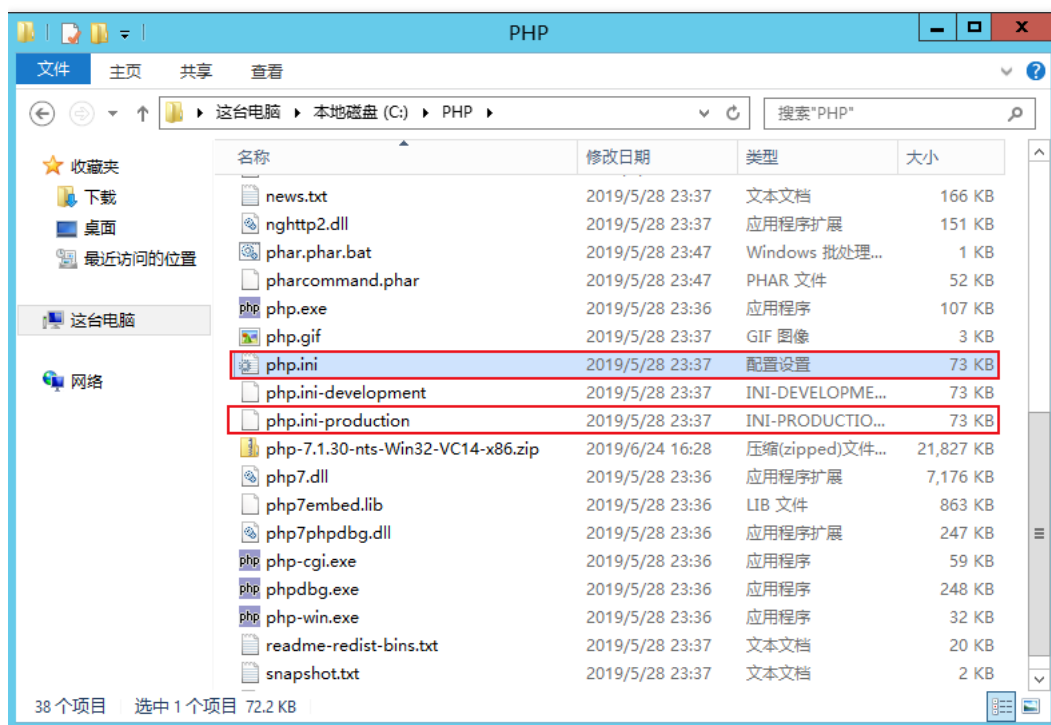 PHP
文件 主页 共享 查看
这台电脑 本地磁盘 (C:) PHP 搜索"PHP"
名称 修改日期 类型 大小
收藏夹
下载
桌面
最近访问的位置
这台电脑
网络
news.txt 2019/5/28 23:37 文本文档 166 KB
nghttp2.dll 2019/5/28 23:37 应用程序扩展 151 KB
phar.phar.bat 2019/5/28 23:47 Windows 批处理... 1 KB
pharcommand.phar 2019/5/28 23:47 PHAR 文件 52 KB
php php.exe 2019/5/28 23:36 应用程序 107 KB
php.gif 2019/5/28 23:37 GIF 图像 3 KB
php.ini 2019/5/28 23:37 配置设置 73 KB
php.ini-development 2019/5/28 23:37 INI-DEVELOPME... 73 KB
php.ini-production 2019/5/28 23:37 INI-PRODUCTIO... 73 KB
php-7.1.30-nts-Win32-VC14-x86.zip 2019/6/24 16:28 压缩(zipped)文件... 21,827 KB
php7.dll 2019/5/28 23:36 应用程序扩展 7,176 KB
php7embed.lib 2019/5/28 23:36 LIB 文件 863 KB
php7phpdbg.dll 2019/5/28 23:36 应用程序扩展 247 KB
php php-cgi.exe 2019/5/28 23:36 应用程序 59 KB
php phpdbg.exe 2019/5/28 23:36 应用程序 248 KB
php php-win.exe 2019/5/28 23:36 应用程序 32 KB
readme-redist-bins.txt 2019/5/28 23:37 文本文档 20 KB
snapshot.txt 2019/5/28 23:37 文本文档 2 KB
38 个项目 选中 1 个项目 72.2 KB